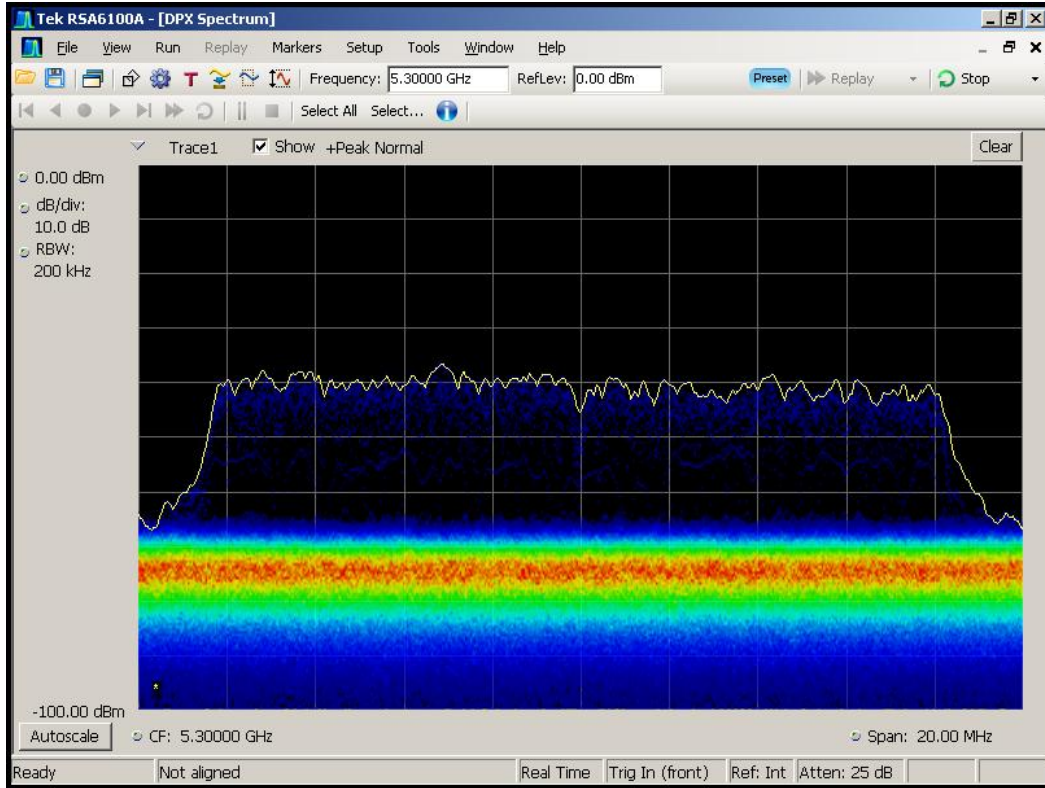 Tek RSA6100A - [DPX Spectrum]
File View Run Replay Markers Setup Tools Window Help
T Frequency: 5.30000 GHz RefLev: 0.00 dBm Preset Replay Stop
Select All Select...
Trace1 Show +Peak Normal Clear
0.00 dBm
dB/div:
10.0 dB
RBW:
200 kHz
-100.00 dBm
Autoscale CF: 5.30000 GHz Span: 20.00 MHz
Ready Not aligned Real Time Trig In (front) Ref: Int Atten: 25 dB